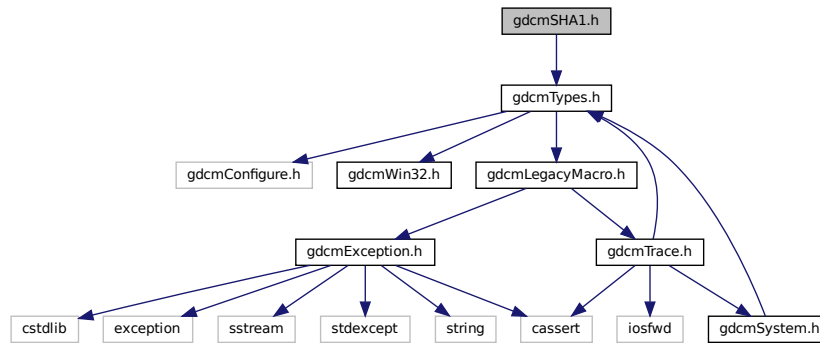 gdcmSHA1.h
gdcmTypes.h
gdcmConfigure.h
gdcmWin32.h
gdcmLegacyMacro.h
gdcmException.h
gdcmTrace.h
cstdlib
exception
sstream
stdexcept
string
cassert
iosfwd
gdcmSystem.h